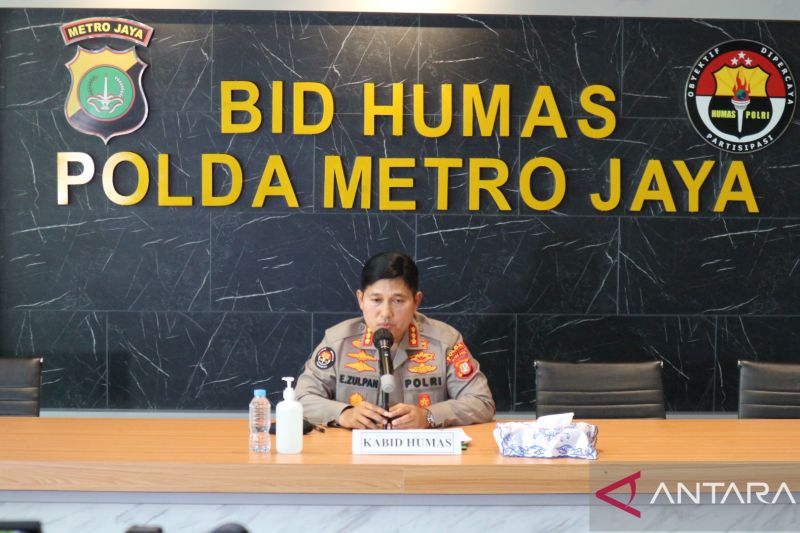 METRO JAYA
BID HUMAS
POLDA METRO JAYA
OBYEKTIF DIPERCAYA
HUMAS POLRI
PARTISIPASI
E.ZULPAN
POLRI
KABID HUMAS
ANTARA